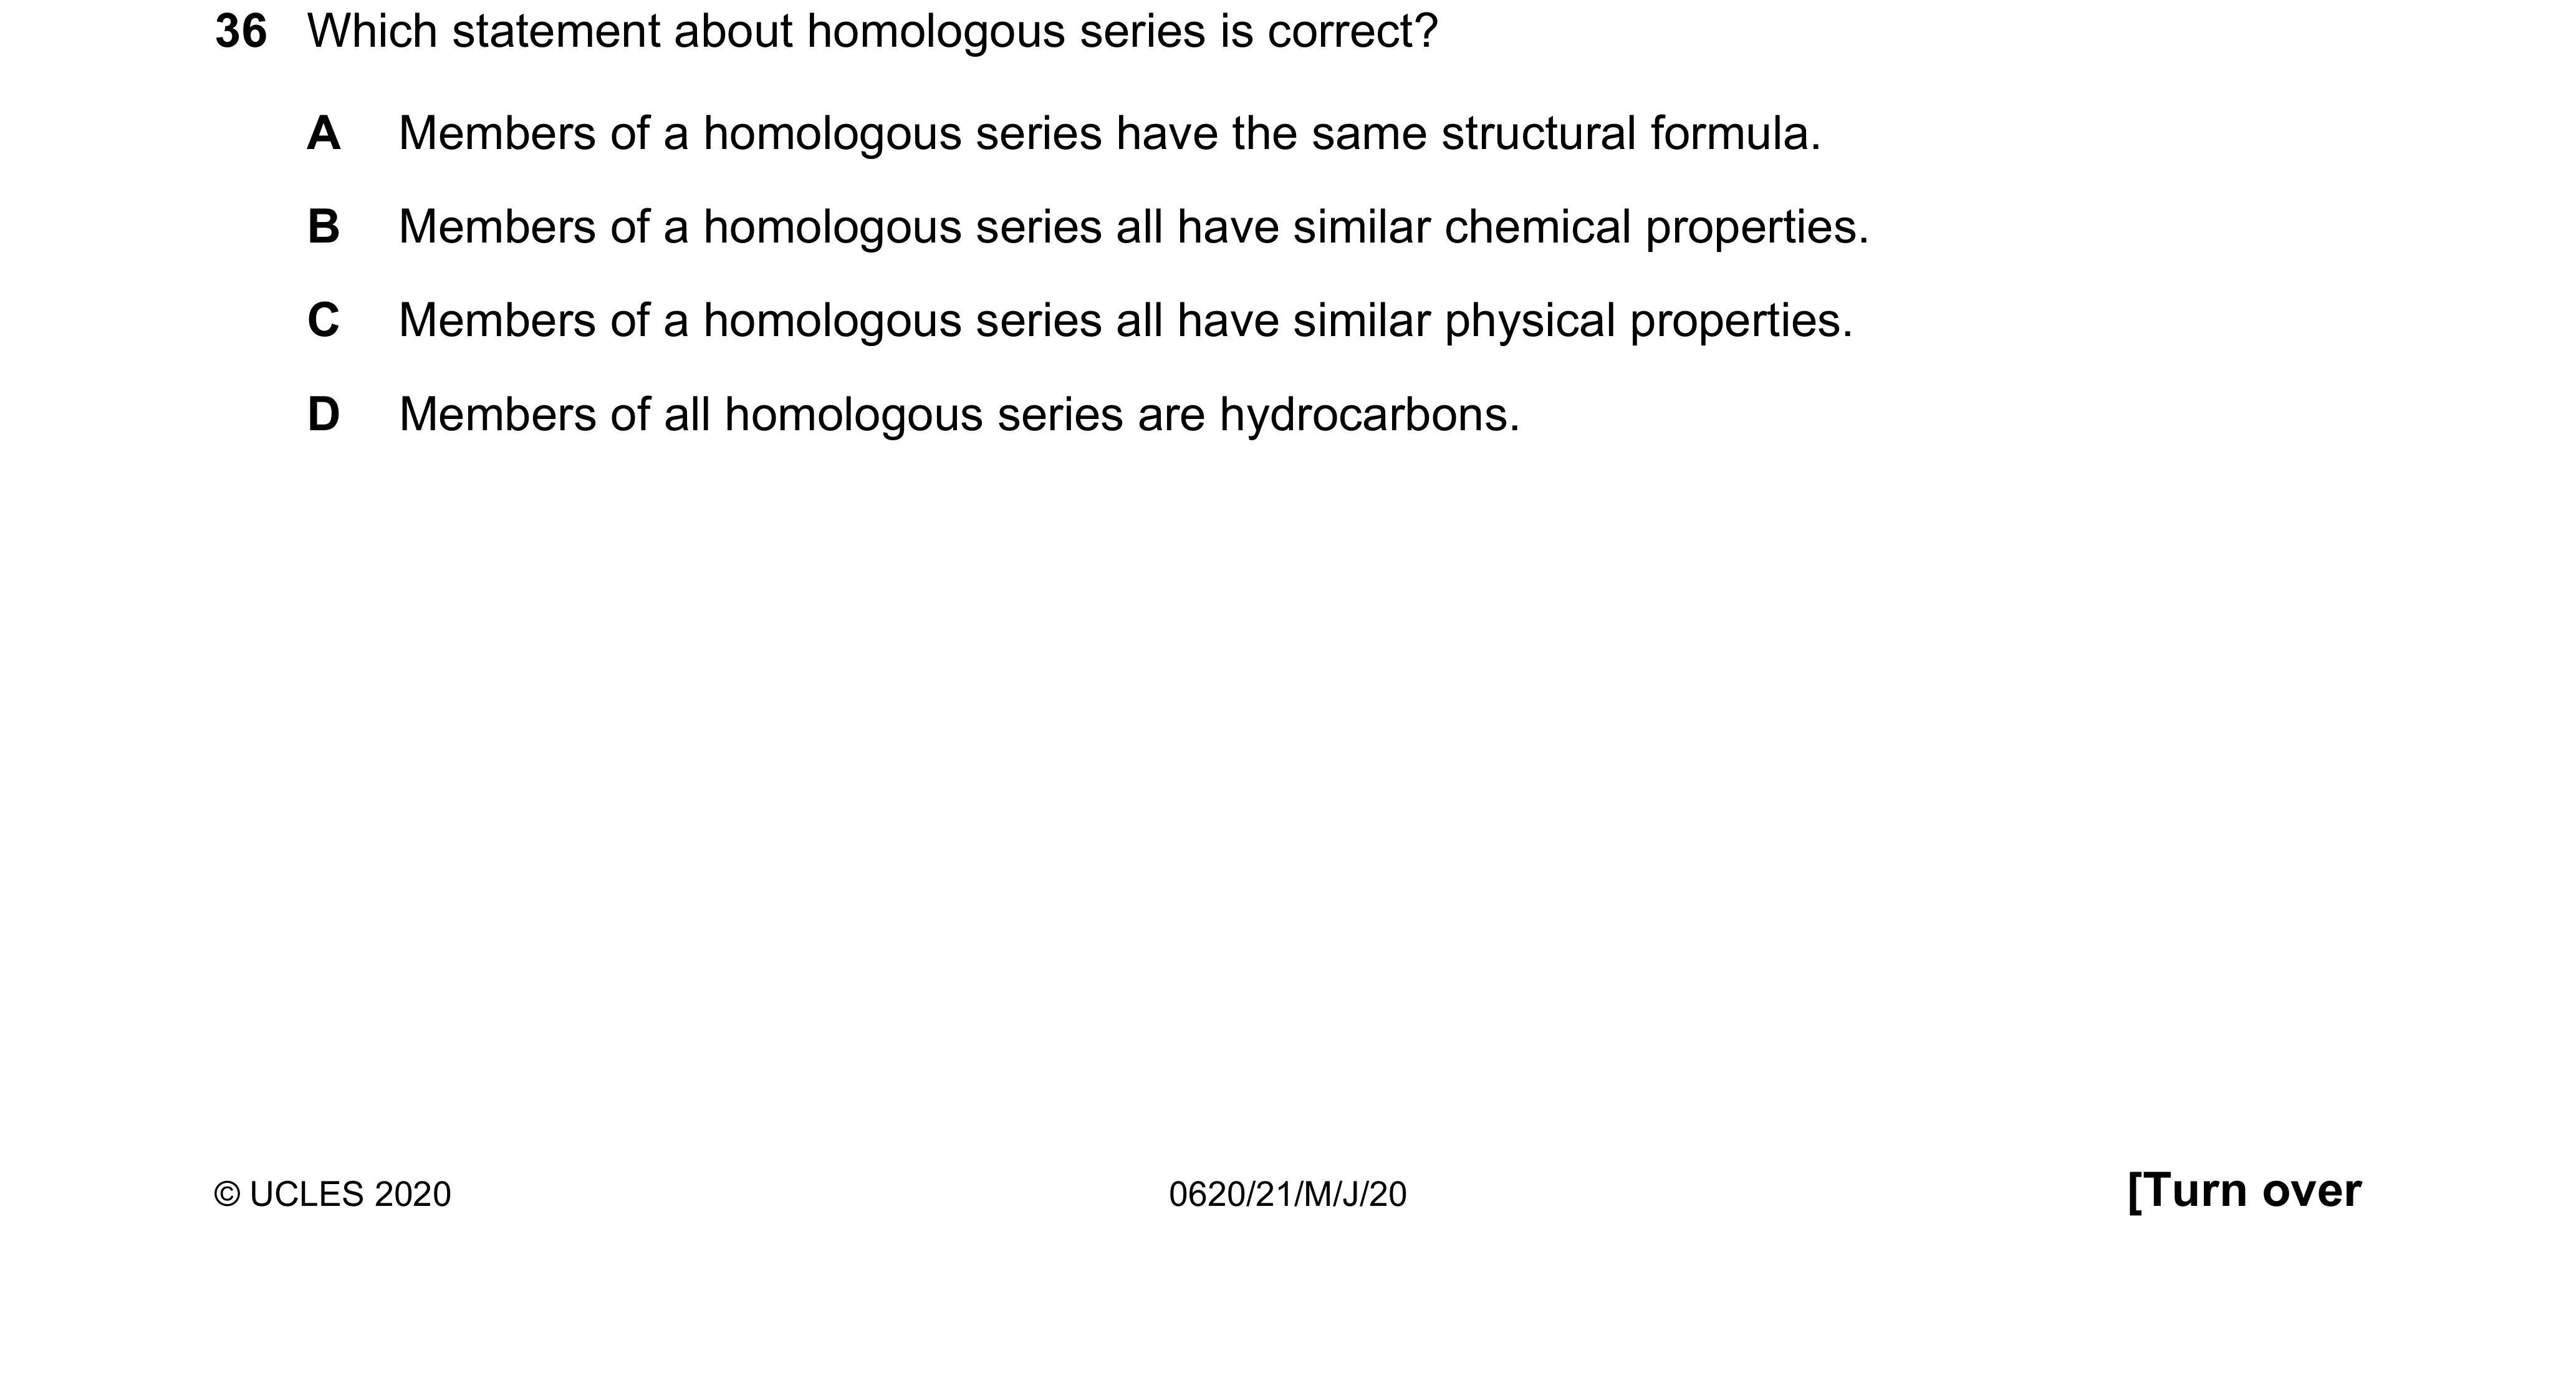 36 Which statement about homologous series is correct?
A Members of a homologous series have the same structural formula.
B Members of a homologous series all have similar chemical properties.
C Members of a homologous series all have similar physical properties.
D Members of all homologous series are hydrocarbons.
© UCLES 2020 0620/21/M/J/20 [Turn over